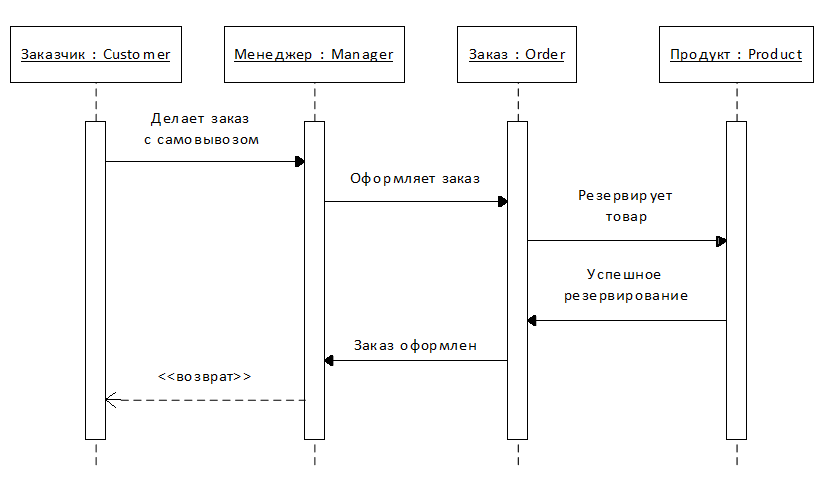 Заказчик : Customer
Менеджер : Manager
Заказ : Order
Продукт : Product
Делает заказ
с самовывозом
Оформляет заказ
Резервирует
товар
Успешное
резервирование
Заказ оформлен
<<возврат>>